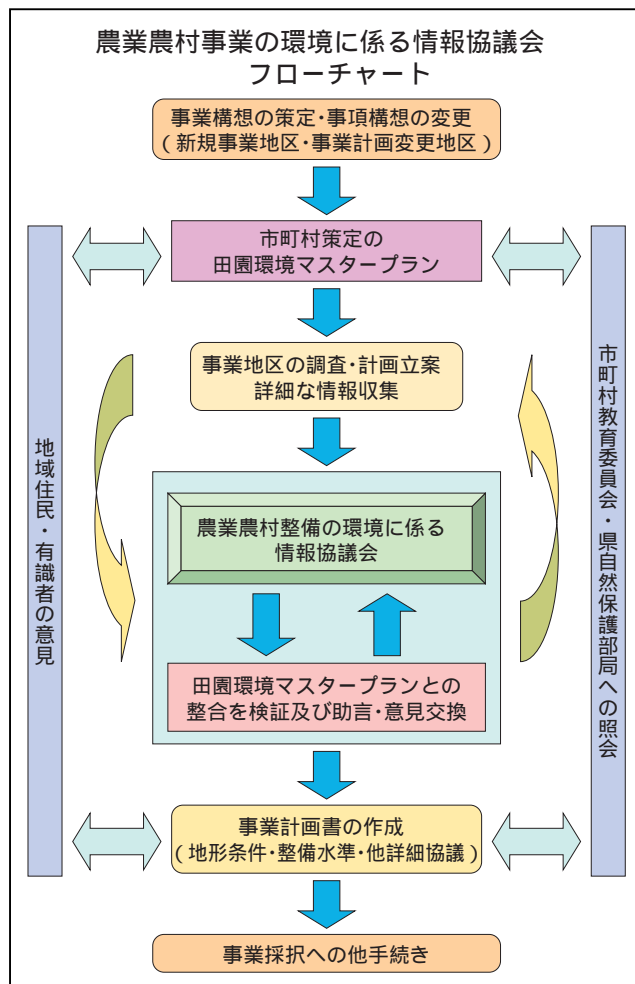 農業農村事業の環境に係る情報協議会
フローチャート
事業構想の策定･事項構想の変更
（新規事業地区･事業計画変更地区）
市町村策定の
田園環境マスタープラン
事業地区の調査･計画立案
詳細な情報収集
地域住民・有識者の意見
市町村教育委員会・県自然保護部局への照会
農業農村整備の環境に係る
情報協議会
田園環境マスタープランとの
整合を検証及び助言･意見交換
事業計画書の作成
（地形条件･整備水準･他詳細協議）
事業採択への他手続き